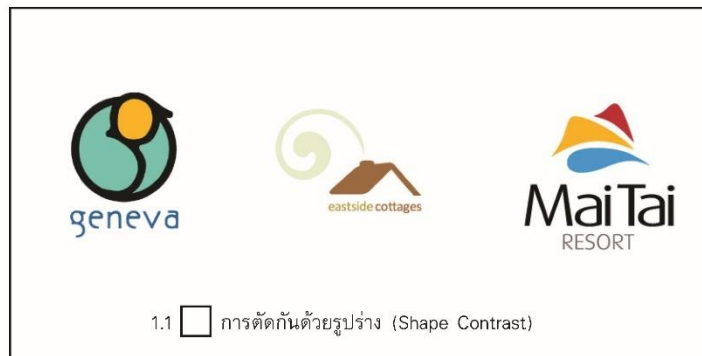 geneva
eastside cottages
Mai Tai
RESORT
1.1 การตัดกันด้วยรูปร่าง (Shape Contrast)